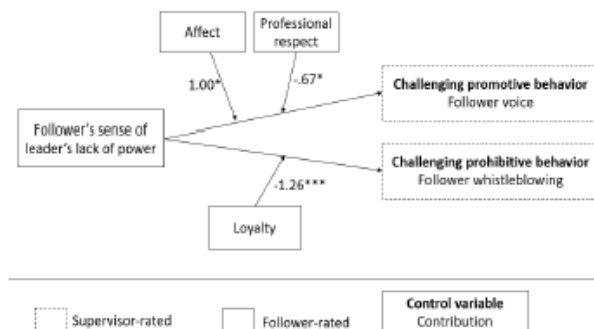 Affect
Professional
respect
1.00*
-.67*
Challenging promotive behavior
Follower voice
Follower's sense of
leader's lack of power
Challenging prohibitive behavior
Follower whistleblowing
-1.26***
Loyalty
Supervisor-rated
Follower-rated
Control variable
Contribution